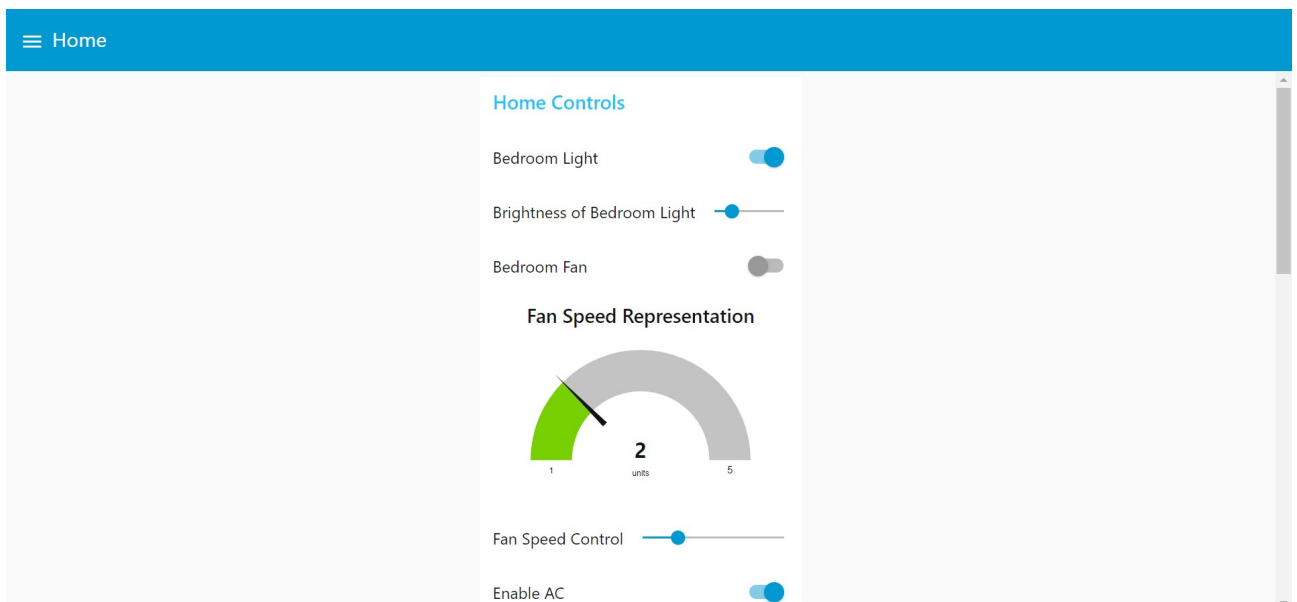 Home
Home Controls
Bedroom Light
Brightness of Bedroom Light
Bedroom Fan
Fan Speed Representation
2
1 units 5
Fan Speed Control
Enable AC